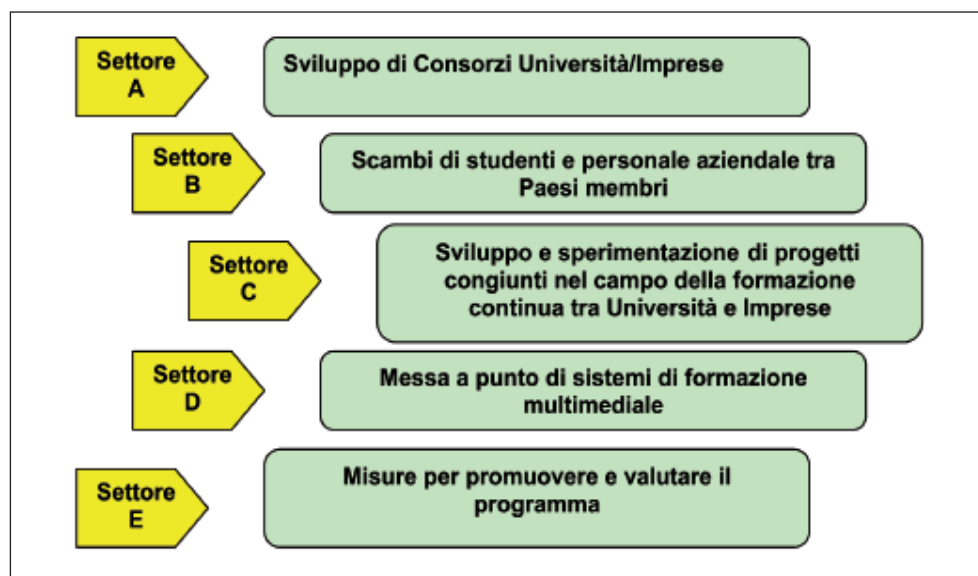 Settore
A
Sviluppo di Consorzi Università/Imprese
Settore
B
Scambi di studenti e personale aziendale tra
Paesi membri
Settore
C
Sviluppo e sperimentazione di progetti
congiunti nel campo della formazione
continua tra Università e Imprese
Settore
D
Messa a punto di sistemi di formazione
multimediale
Settore
E
Misure per promuovere e valutare il
programma